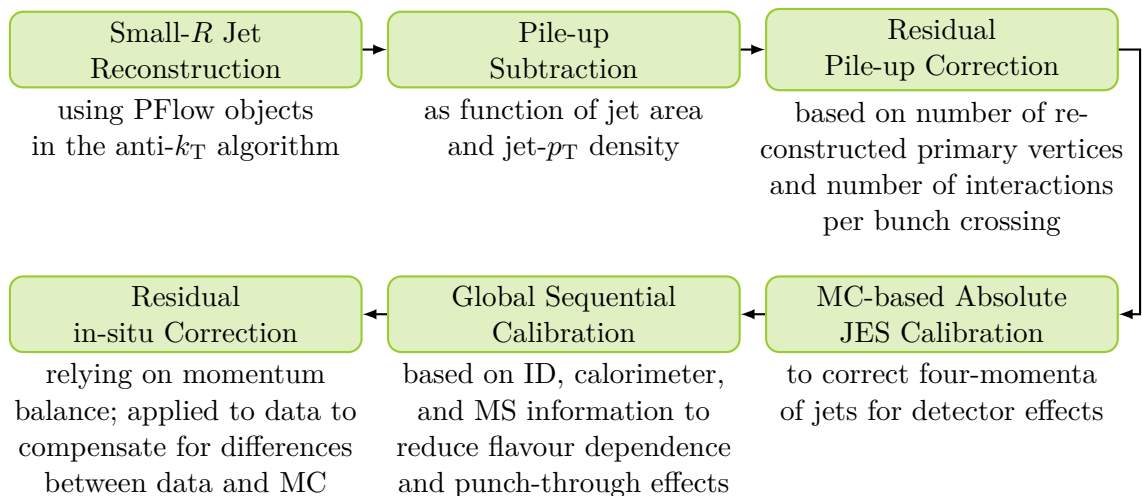 Small-R Jet
Reconstruction
using PFlow objects
in the anti-kT algorithm
Pile-up
Subtraction
as function of jet area
and jet-pT density
Residual
Pile-up Correction
based on number of re-
constructed primary vertices
and number of interactions
per bunch crossing
MC-based Absolute
JES Calibration
to correct four-momenta
of jets for detector effects
Global Sequential
Calibration
based on ID, calorimeter,
and MS information to
reduce flavour dependence
and punch-through effects
Residual
in-situ Correction
relying on momentum
balance; applied to data to
compensate for differences
between data and MC